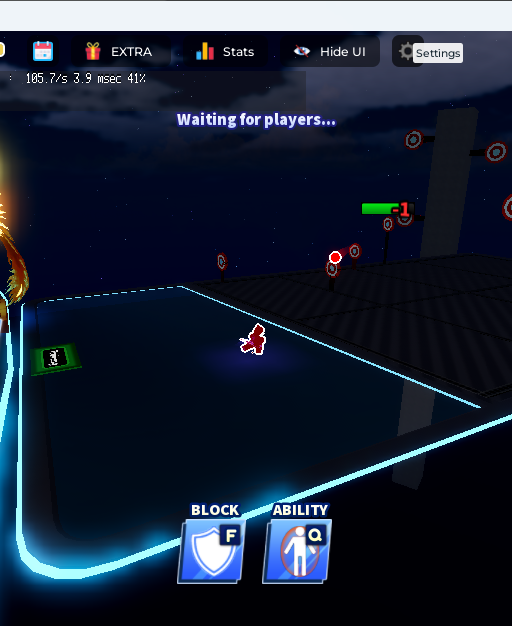 EXTRA
Stats
Hide UI
Settings
: 105.7/s 3.9 msec 41%
Waiting for players...
-1
BLOCK
ABILITY
F
Q